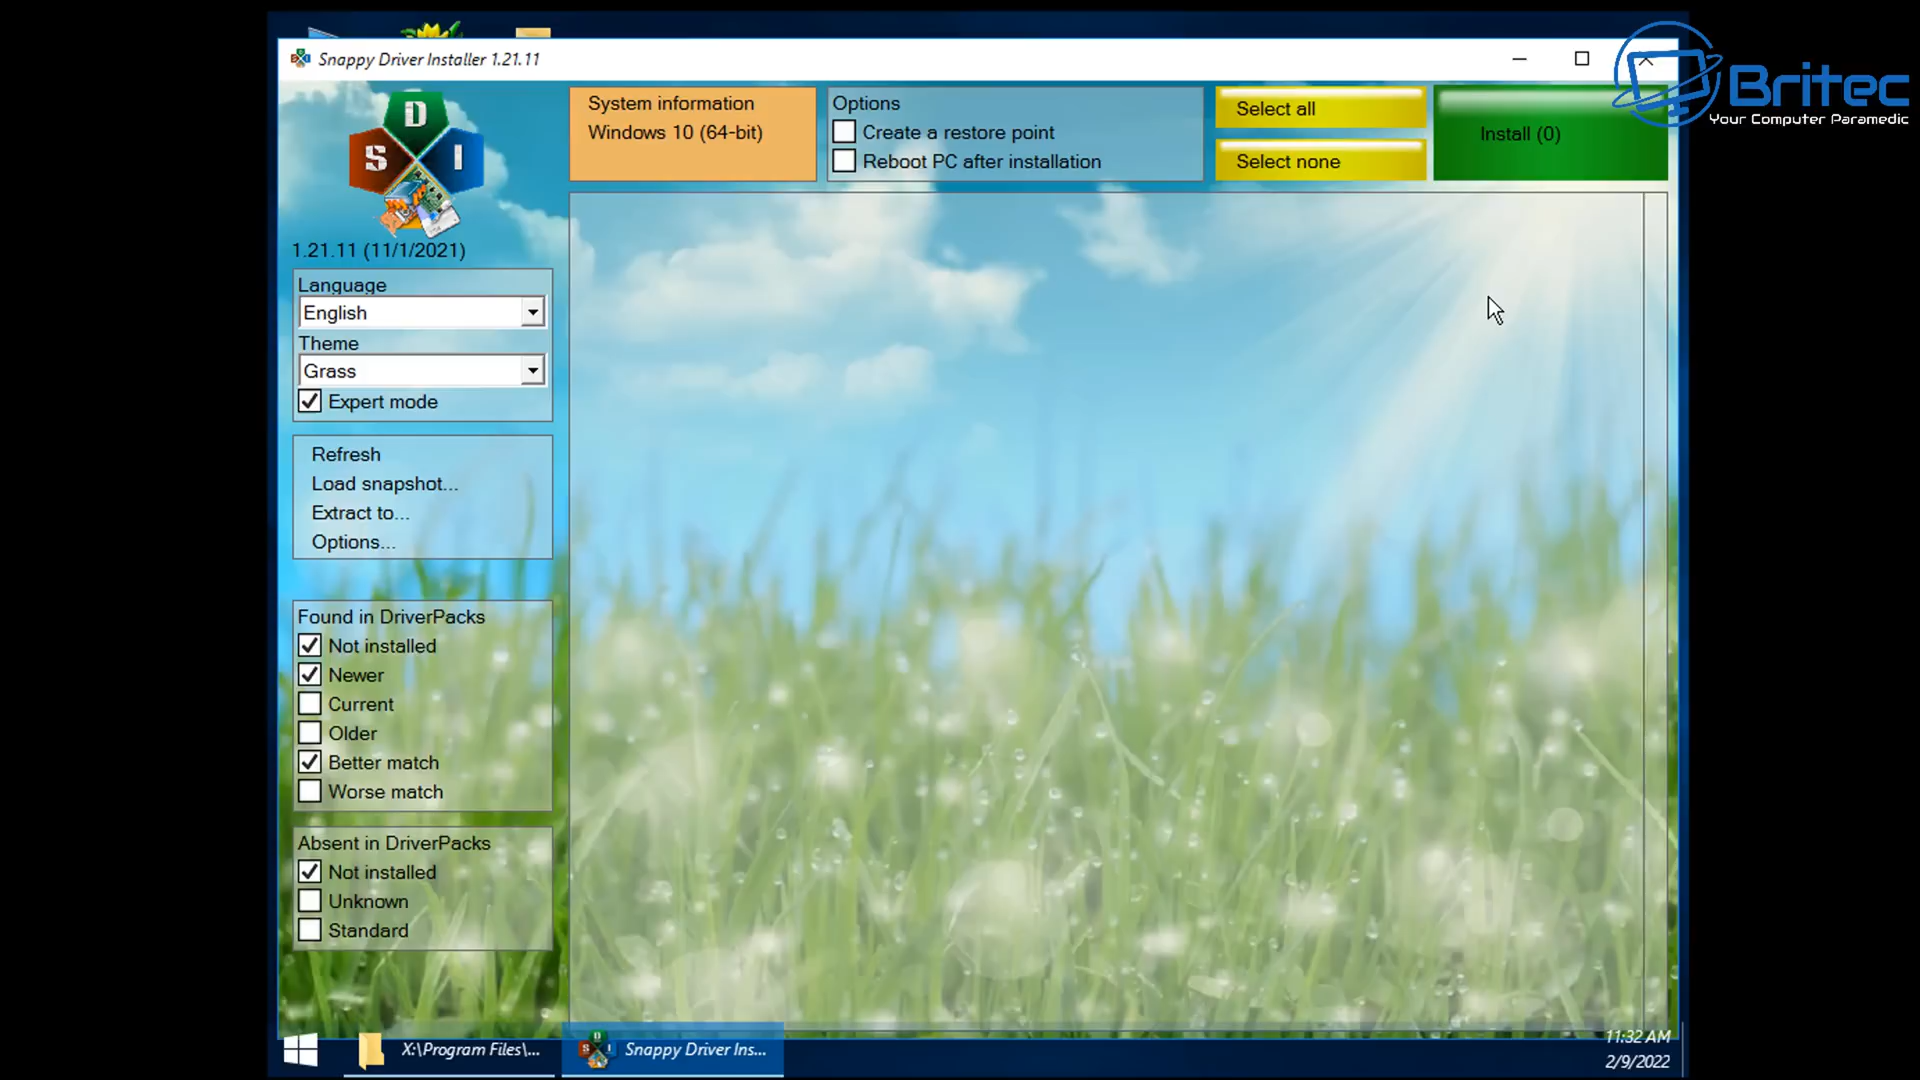 Snappy Driver Installer 1.21.11
Britec
Your Computer Paramedic
D
S I
1.21.11 (11/1/2021)
System information
Windows 10 (64-bit)
Options
Create a restore point
Reboot PC after installation
Select all
Select none
Install (0)
Language
English
Theme
Grass
Expert mode
Refresh
Load snapshot...
Extract to...
Options...
Found in DriverPacks
Not installed
Newer
Current
Older
Better match
Worse match
Absent in DriverPacks
Not installed
Unknown
Standard
X:\Program Files\...
D
S I
Snappy Driver Ins...
11:32 AM
2/9/2022